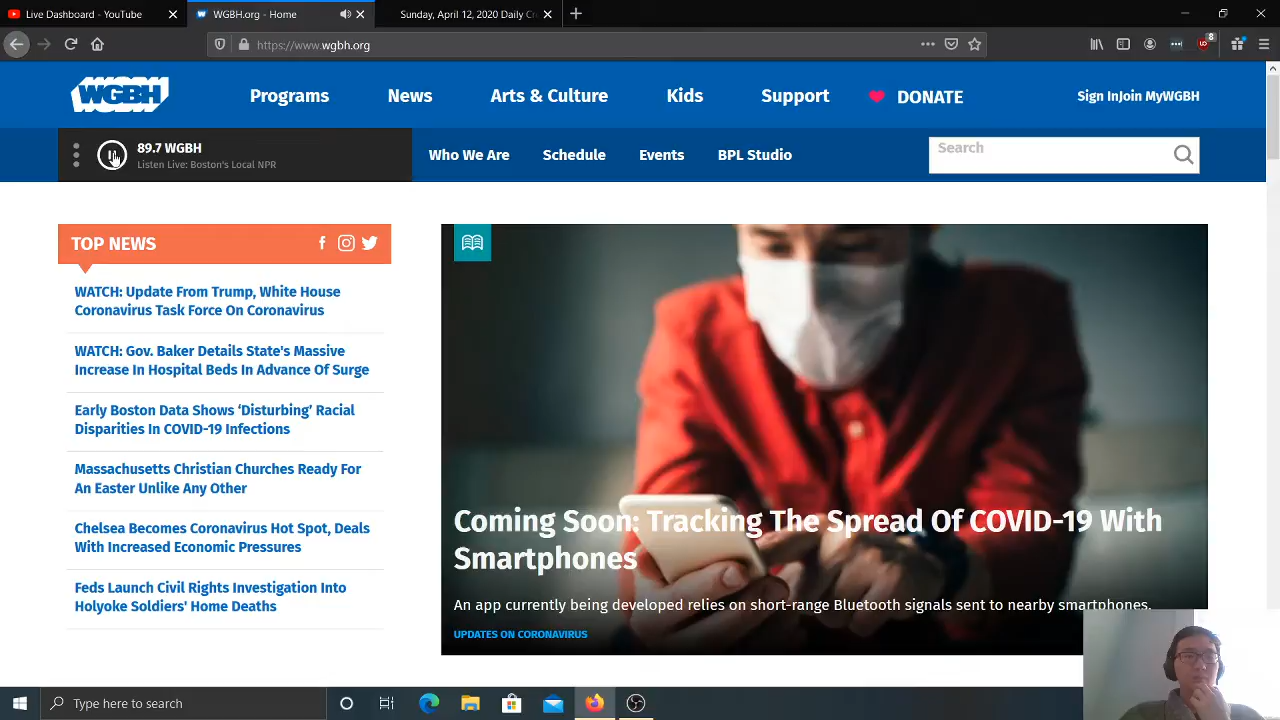 Live Dashboard - YouTube
WGBH.org - Home
Sunday, April 12, 2020 Daily Cr
https://www.wgbh.org
8
WGBH
Programs
News
Arts & Culture
Kids
Support
DONATE
Sign In
Join MyWGBH
89.7 WGBH
Listen Live: Boston's Local NPR
Who We Are
Schedule
Events
BPL Studio
Search
TOP NEWS
WATCH: Update From Trump, White House
Coronavirus Task Force On Coronavirus
WATCH: Gov. Baker Details State's Massive
Increase In Hospital Beds In Advance Of Surge
Early Boston Data Shows ‘Disturbing’ Racial
Disparities In COVID-19 Infections
Massachusetts Christian Churches Ready For
An Easter Unlike Any Other
Chelsea Becomes Coronavirus Hot Spot, Deals
With Increased Economic Pressures
Feds Launch Civil Rights Investigation Into
Holyoke Soldiers' Home Deaths
Coming Soon: Tracking The Spread Of COVID-19 With
Smartphones
An app currently being developed relies on short-range Bluetooth signals sent to nearby smartphones.
UPDATES ON CORONAVIRUS
Type here to search